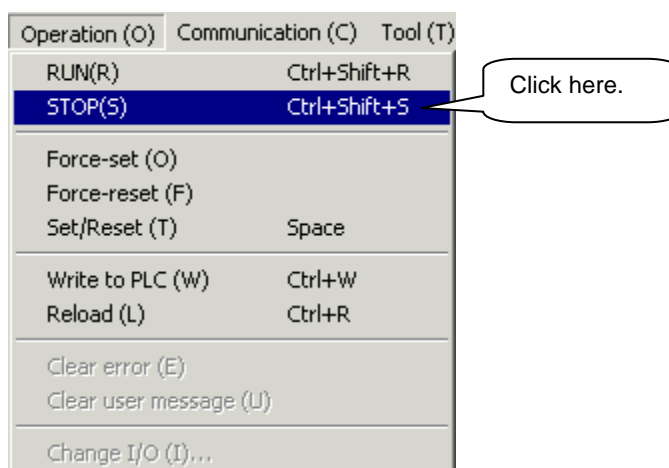 Operation (O) Communication (C) Tool (T)
RUN(R) Ctrl+Shift+R
STOP(S) Ctrl+Shift+S
Click here.
Force-set (O)
Force-reset (F)
Set/Reset (T) Space
Write to PLC (W) Ctrl+W
Reload (L) Ctrl+R
Clear error (E)
Clear user message (U)
Change I/O (I)...